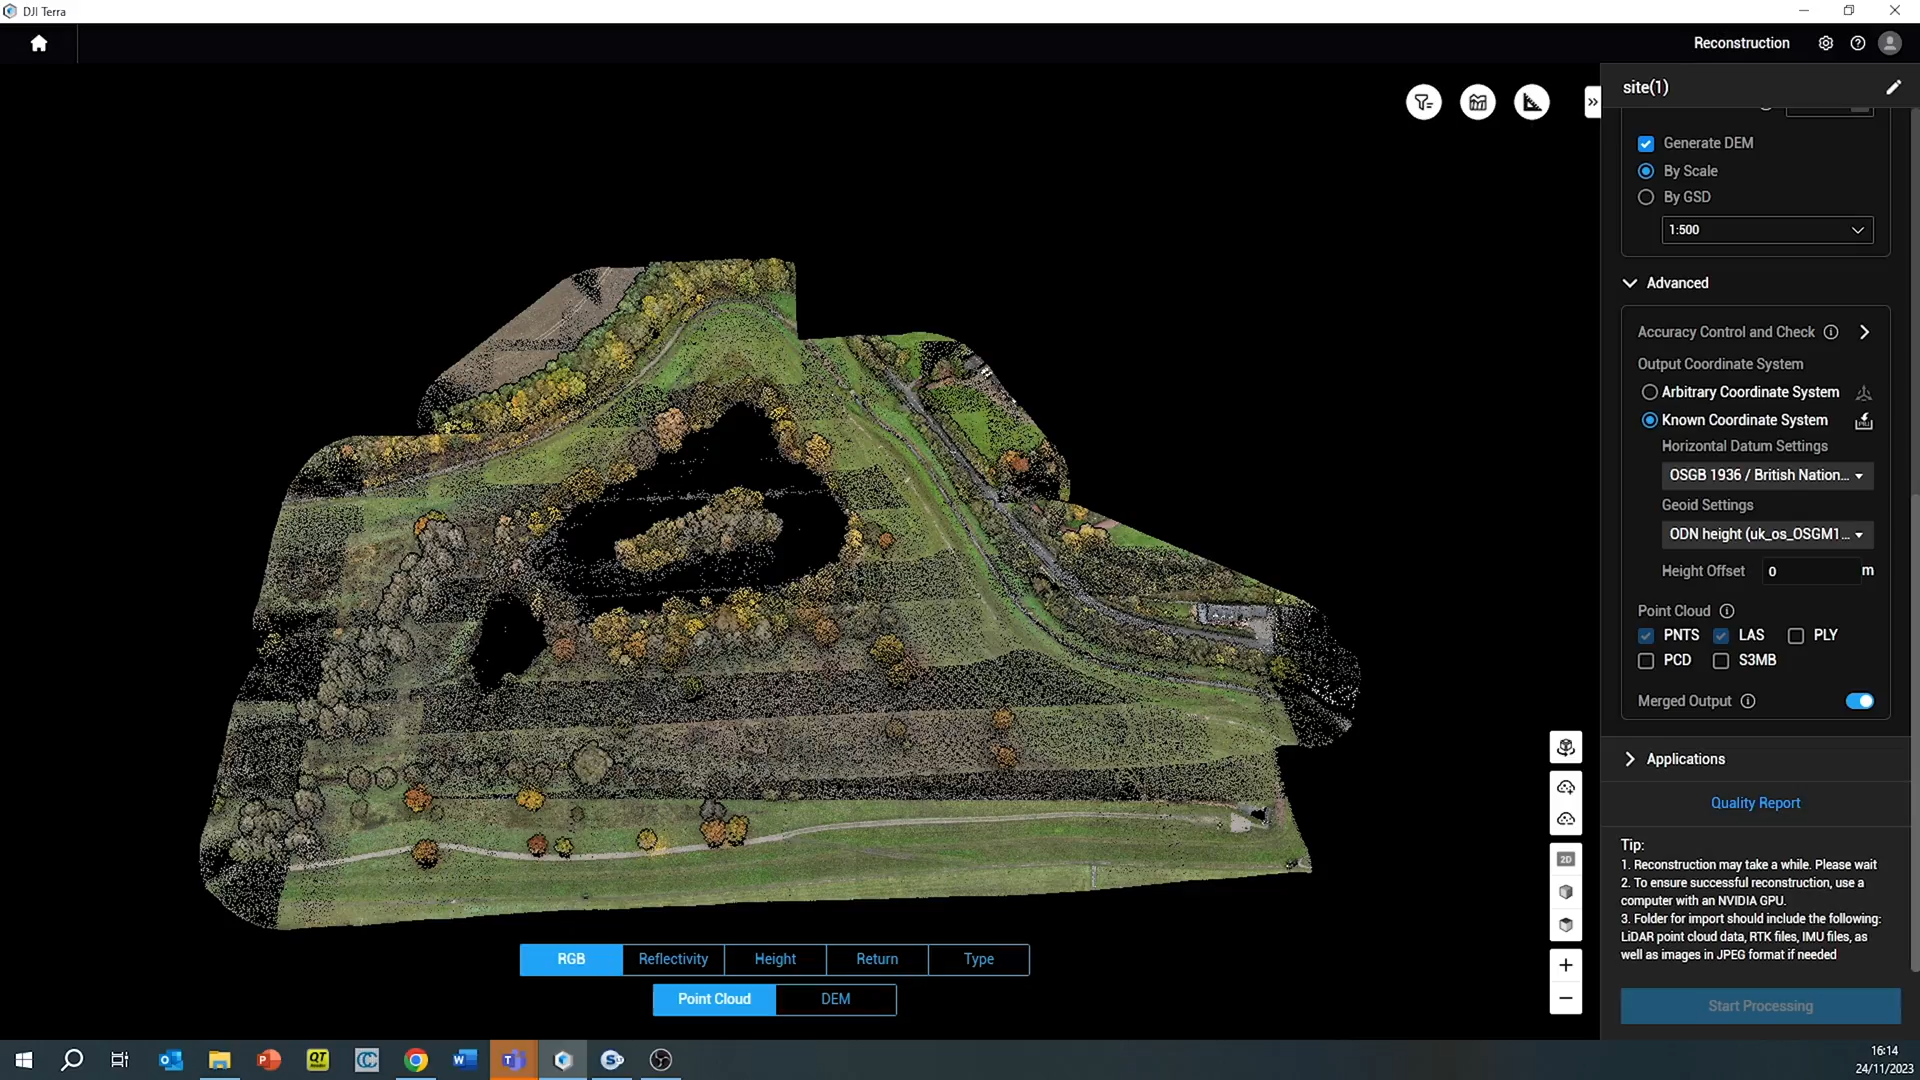 DJI Terra
Reconstruction
site(1)
Generate DEM
By Scale
By GSD
1:500
Advanced
Accuracy Control and Check
Output Coordinate System
Arbitrary Coordinate System
Known Coordinate System
Horizontal Datum Settings
OSGB 1936 / British Nation...
Geoid Settings
ODN height (uk_os_OSGM1...
Height Offset 0 m
Point Cloud
PNTS LAS PLY
PCD S3MB
Merged Output
Applications
Quality Report
Tip:
1. Reconstruction may take a while. Please wait
2. To ensure successful reconstruction, use a
computer with an NVIDIA GPU.
3. Folder for import should include the following:
LiDAR point cloud data, RTK files, IMU files, as
well as images in JPEG format if needed
Start Processing
2D
RGB Reflectivity Height Return Type
Point Cloud DEM
16:14
24/11/2023